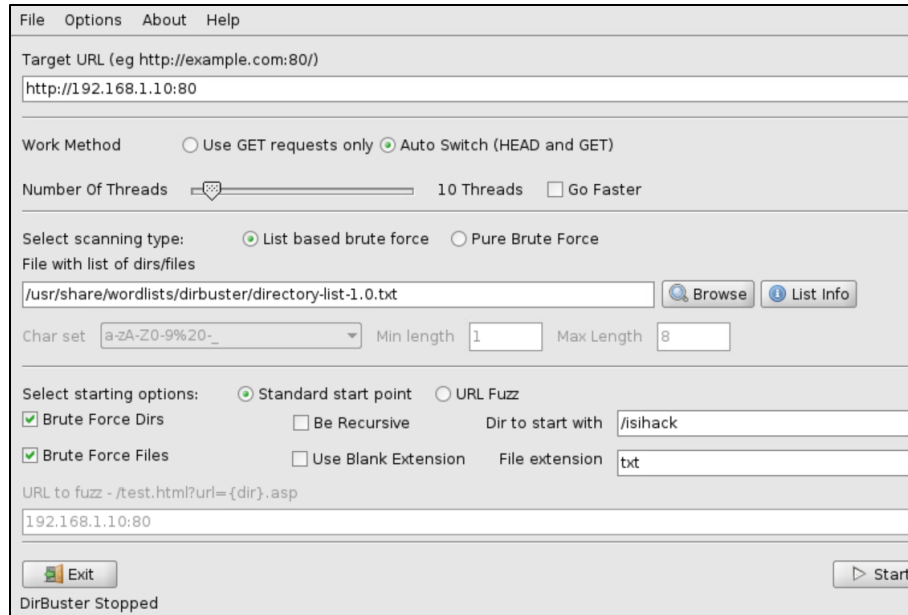 File Options About Help
Target URL (eg http://example.com:80/)
http://192.168.1.10:80
Work Method Use GET requests only Auto Switch (HEAD and GET)
Number Of Threads 10 Threads Go Faster
Select scanning type: List based brute force Pure Brute Force
File with list of dirs/files
/usr/share/wordlists/dirbuster/directory-list-1.0.txt Browse List Info
Char set a-zA-Z0-9%20-_ Min length 1 Max Length 8
Select starting options: Standard start point URL Fuzz
Brute Force Dirs Be Recursive Dir to start with /isihack
Brute Force Files Use Blank Extension File extension txt
URL to fuzz - /test.html?url={dir}.asp
192.168.1.10:80
Exit Start
DirBuster Stopped